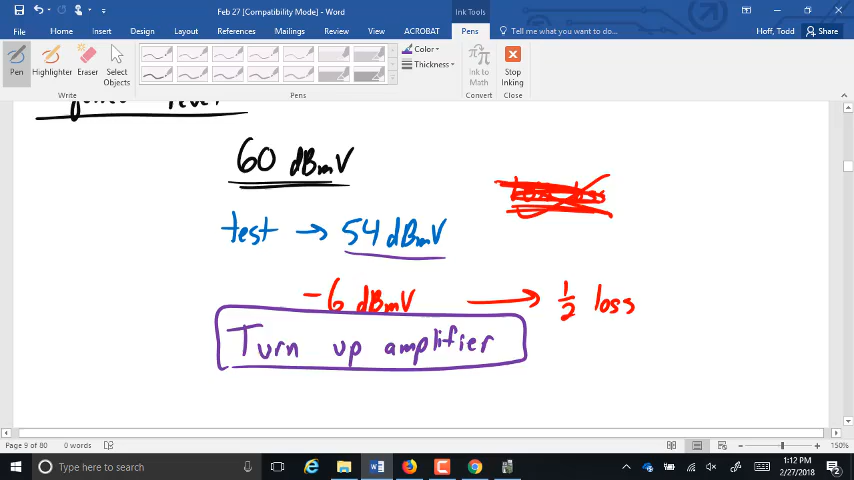 Feb 27 [Compatibility Mode] - Word
Ink Tools
Hoff, Todd
File Home Insert Design Layout References Mailings Review View ACROBAT Pens Tell me what you want to do... Share
Pen
Highlighter
Eraser
Select Objects
Color
Thickness
Ink to Math
Stop Inking
Write
Pens
Convert
Close
60 dBmV
test → 54 dBmV
-6 dBmV → 1/2 loss
Turn up amplifier
Page 9 of 80 0 words 150%
Type here to search
1:12 PM
2/27/2018
2